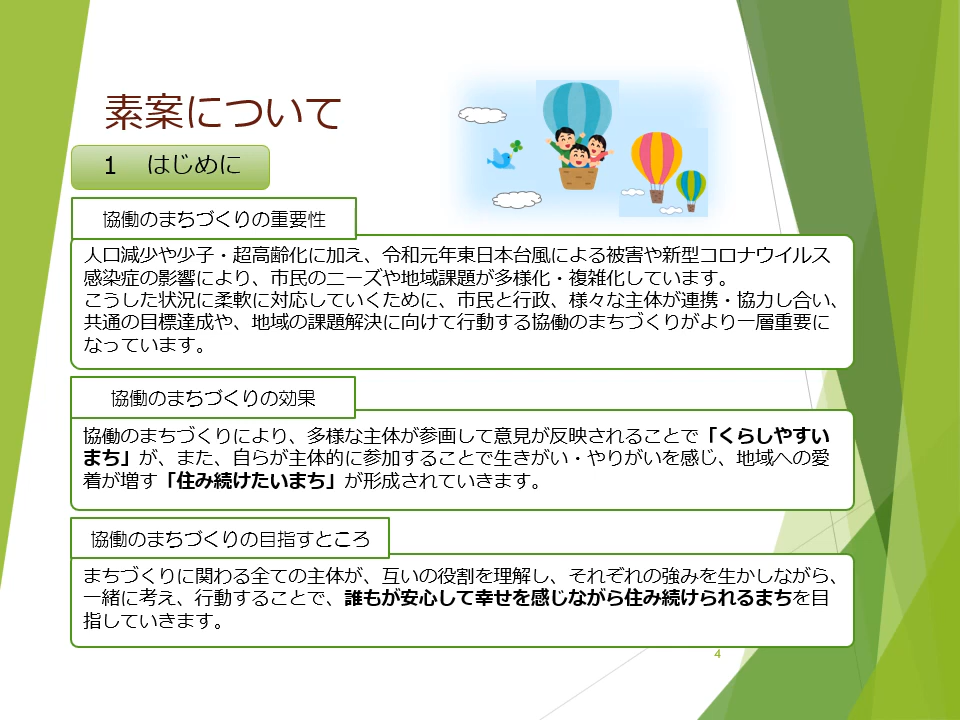 素案について
1 はじめに
協働のまちづくりの重要性
人口減少や少子・超高齢化に加え、令和元年東日本台風による被害や新型コロナウイルス
感染症の影響により、市民のニーズや地域課題が多様化・複雑化しています。
こうした状況に柔軟に対応していくために、市民と行政、様々な主体が連携・協力し合い、
共通の目標達成や、地域の課題解決に向けて行動する協働のまちづくりがより一層重要に
なっています。
協働のまちづくりの効果
協働のまちづくりにより、多様な主体が参画して意見が反映されることで「くらしやすい
まち」が、また、自らが主体的に参加することで生きがい・やりがいを感じ、地域への愛
着が増す「住み続けたいまち」が形成されていきます。
協働のまちづくりの目指すところ
まちづくりに関わる全ての主体が、互いの役割を理解し、それぞれの強みを生かしながら、
一緒に考え、行動することで、誰もが安心して幸せを感じながら住み続けられるまちを目
指していきます。
4